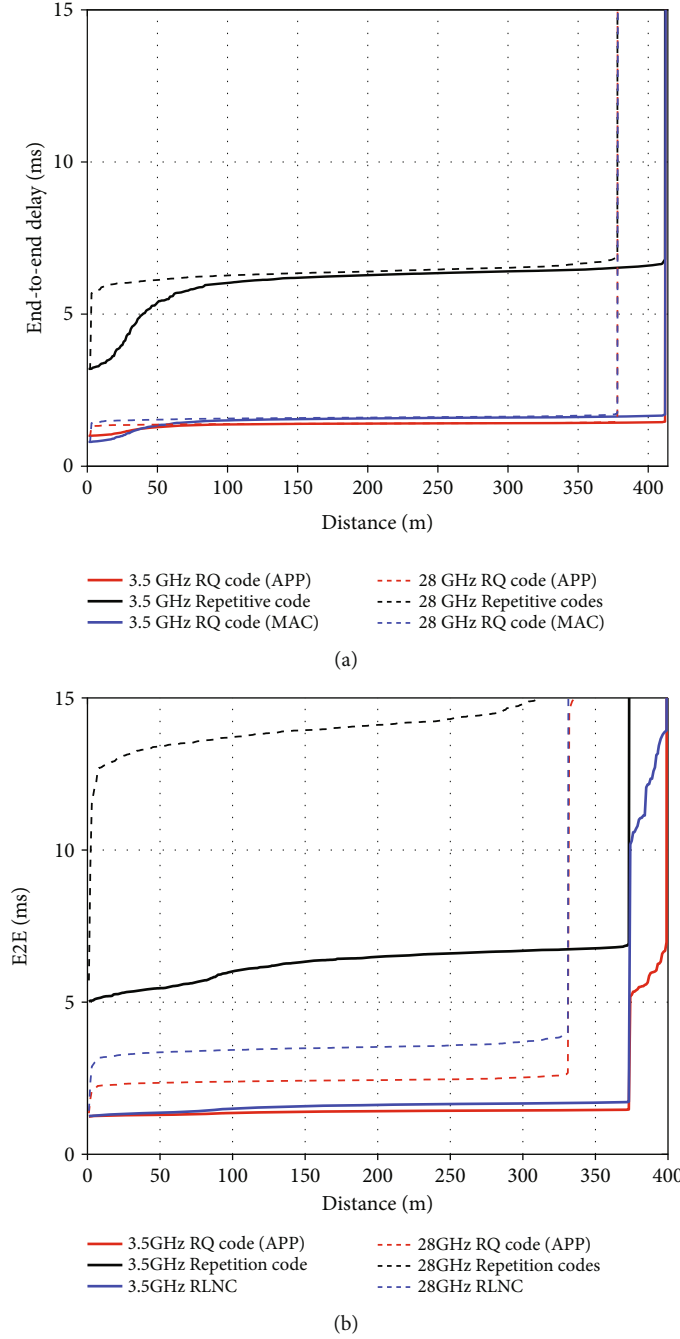 15
10
5
0
End-to-end delay (ms)
0 50 100 150 200 250 300 350 400
Distance (m)
3.5 GHz RQ code (APP) 28 GHz RQ code (APP)
3.5 GHz Repetitive code 28 GHz Repetitive codes
3.5 GHz RQ code (MAC) 28 GHz RQ code (MAC)
(a)
15
10
5
0
E2E (ms)
0 50 100 150 200 250 300 350 400
Distance (m)
3.5GHz RQ code (APP) 28GHz RQ code (APP)
3.5GHz Repetition code 28GHz Repetition codes
3.5GHz RLNC 28GHz RLNC
(b)